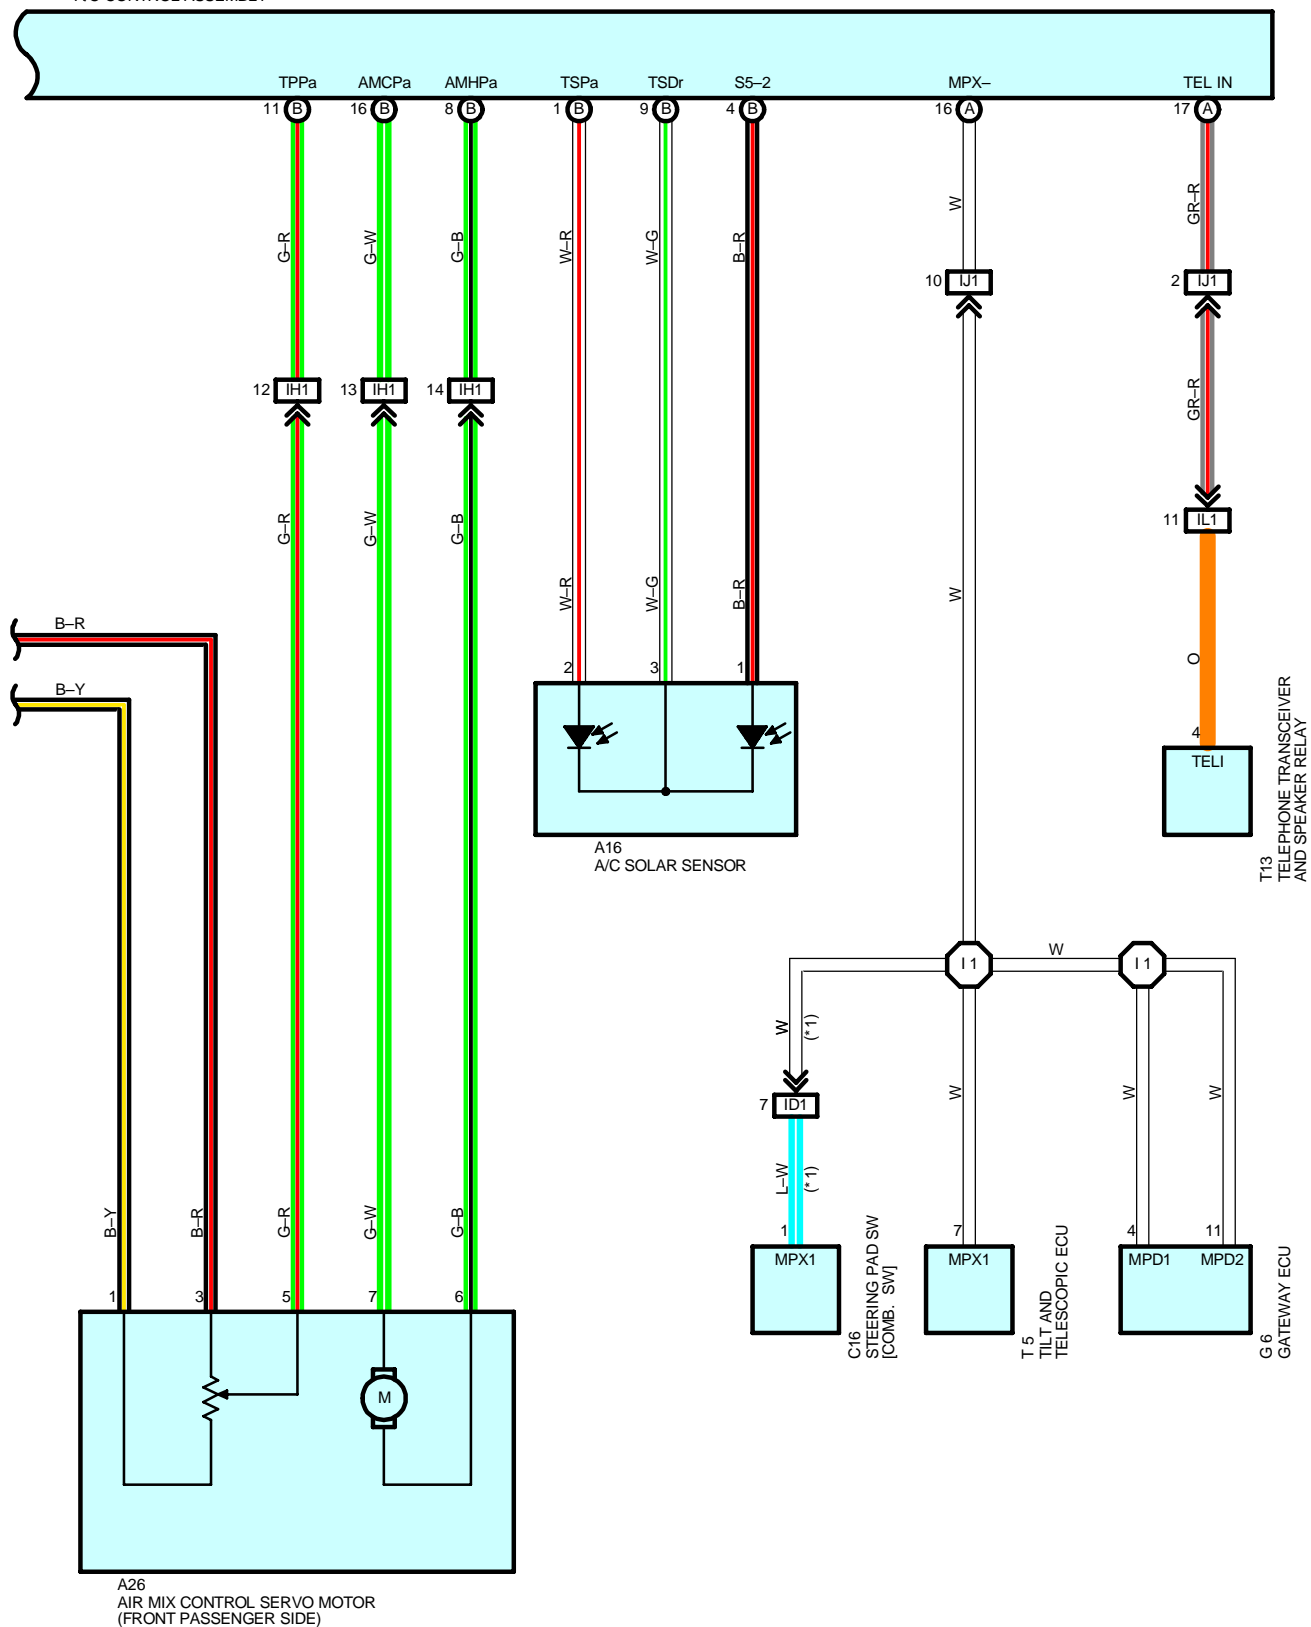 TPPa AMCPa AMHPa TSPa TSDr S5–2 MPX– TEL IN
11 B 16 B 8 B 1 B 9 B 4 B 16 A 17 A
G–R G–W G–B W–R W–G B–R W GR–R
10 IJ1 2 IJ1
12 IH1 13 IH1 14 IH1 GR–R
G–R G–W G–B 11 IL1
W–R W–G B–R W
B–R
O
2 3 1
B–Y
4
TELI
T13
TELEPHONE TRANSCEIVER
AND SPEAKER RELAY
A16
A/C SOLAR SENSOR
W
I 1 I 1
W (*1)
7 ID1 W W W
L–W (*1)
B–Y B–R G–R G–W G–B
1 7 4 11
MPX1 MPX1 MPD1 MPD2
C16
STEERING PAD SW
[COMB. SW]
T 5
TILT AND
TELESCOPIC ECU
G 6
GATEWAY ECU
1 3 5 7 6
M
A26
AIR MIX CONTROL SERVO MOTOR
(FRONT PASSENGER SIDE)